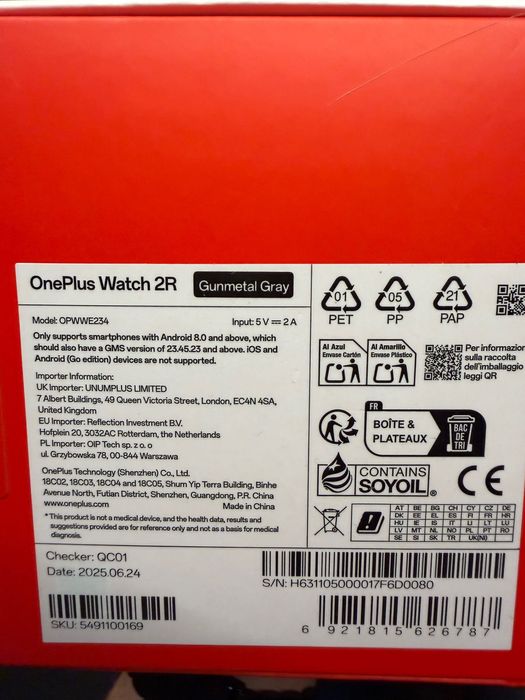 OnePlus Watch 2R
Gunmetal Gray
Model: OPWWE234
Input: 5 V ⎓ 2 A
Only supports smartphones with Android 8.0 and above, which
should also have a GMS version of 23.45.23 and above. iOS and
Android (Go edition) devices are not supported.
Importer Information:
UK Importer: UNUMPLUS LIMITED
7 Albert Buildings, 49 Queen Victoria Street, London, EC4N 4SA,
United Kingdom
EU Importer: Reflection Investment B.V.
Hofplein 20, 3032AC Rotterdam, the Netherlands
PL Importer: OIP Tech sp. z o. o
ul. Grzybowska 78, 00-844 Warszawa
OnePlus Technology (Shenzhen) Co., Ltd.
18C02, 18C03, 18C04 and 18C05, Shum Yip Terra Building, Binhe
Avenue North, Futian District, Shenzhen, Guangdong, P.R. China
www.oneplus.com
Made in China
* This product is not a medical device, and the health data, results and
suggestions provided are for reference only and not as a basis for medical
diagnosis.
01
PET
05
PP
21
PAP
Al Azul
Envase Cartón
Al Amarillo
Envase Plástico
Per informazion
sulla raccolta
dell'imballaggio
leggi QR
FR
BOÎTE &
PLATEAUX
BAC
DE
TRI
CONTAINS
SOYOIL®
CE
AT BE BG CH CY CZ DE
DK EE EL ES FI FR HR
HU IE IS IT LI LT LU
LV MT NL NO PL PT RO
SE SI SK TR UK(NI)
Checker: QC01
Date: 2025.06.24
S/N: H631105000017F6D0080
SKU: 5491100169
6 921815 626787